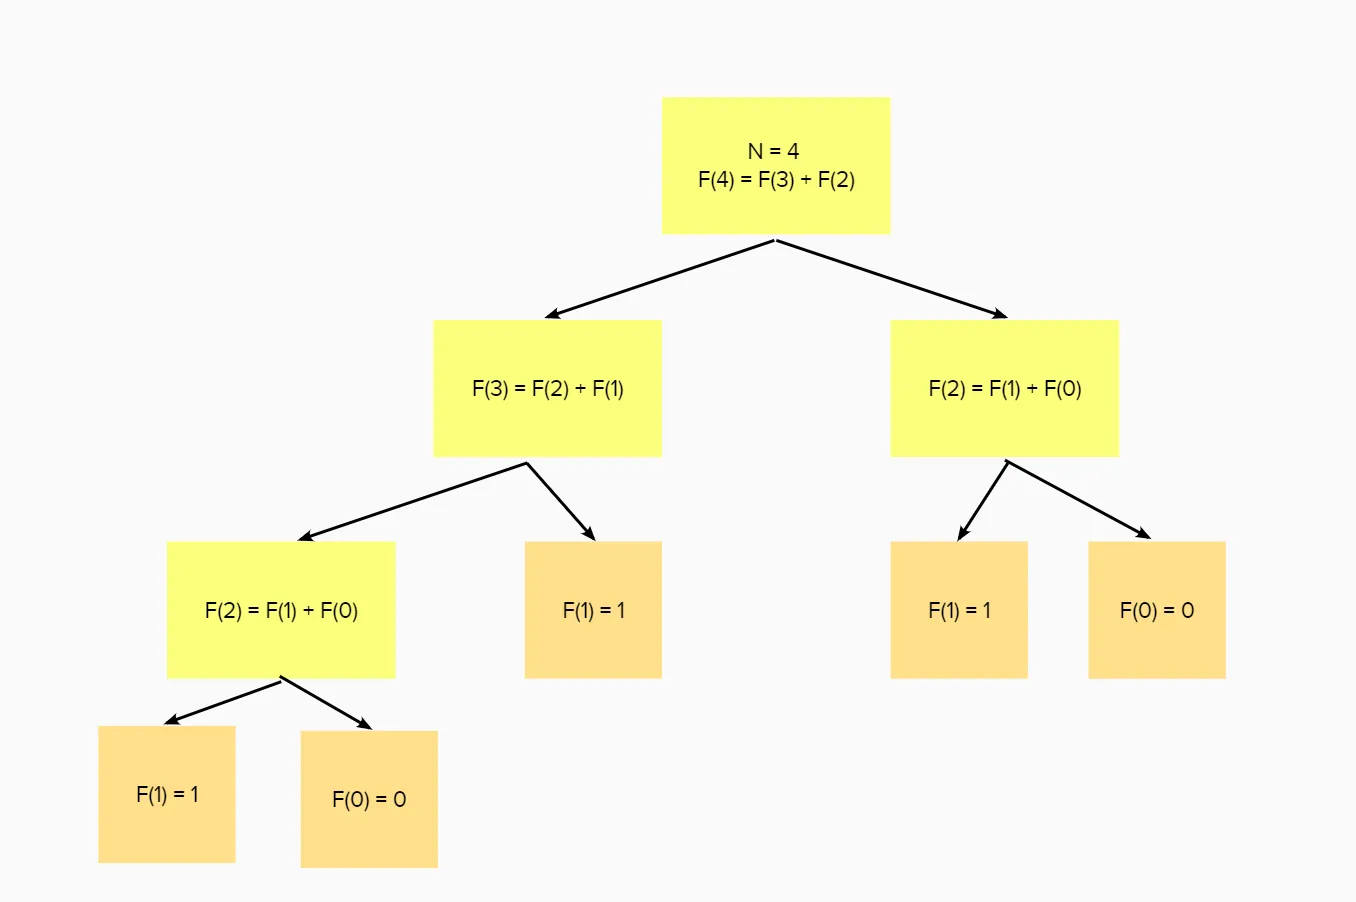 N = 4
F(4) = F(3) + F(2)
F(3) = F(2) + F(1)
F(2) = F(1) + F(0)
F(2) = F(1) + F(0)
F(1) = 1
F(1) = 1
F(0) = 0
F(1) = 1
F(0) = 0